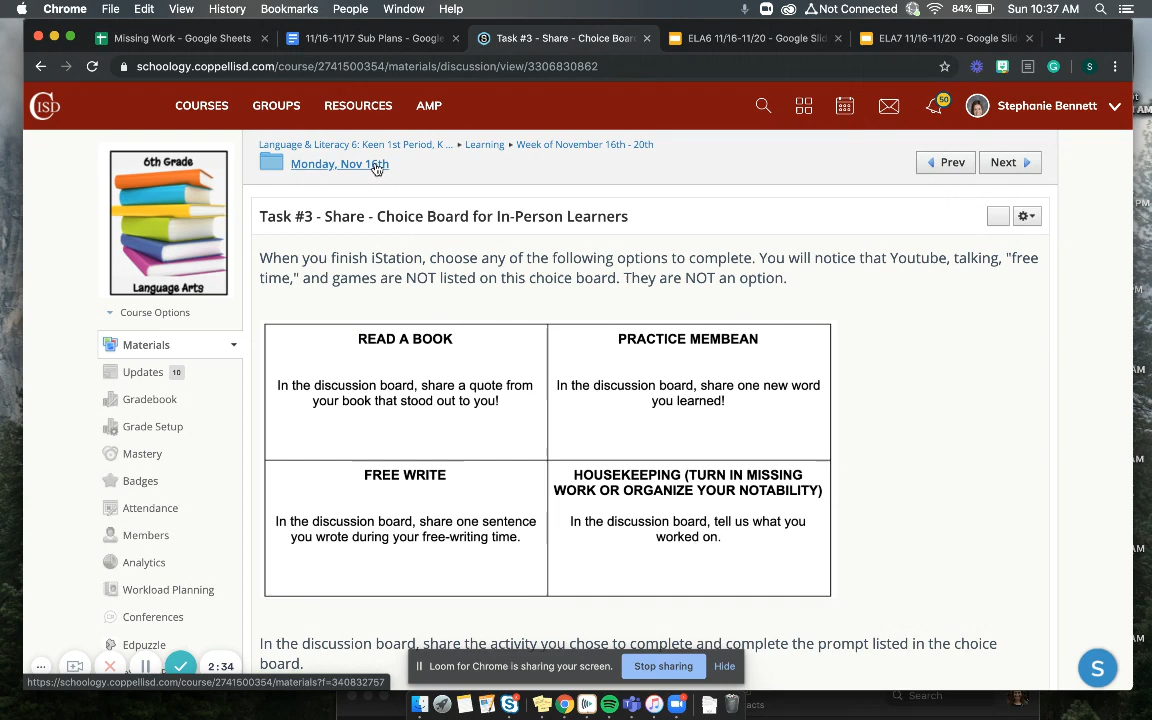 Chrome File Edit View History Bookmarks People Window Help Not Connected 84% Sun 10:37 AM
Missing Work - Google Sheets
11/16-11/17 Sub Plans - Google
Task #3 - Share - Choice Board
ELA6 11/16-11/20 - Google Slid
ELA7 11/16-11/20 - Google Slid
schoology.coppellisd.com/course/2741500354/materials/discussion/view/3306830862
CISD COURSES GROUPS RESOURCES AMP 50 Stephanie Bennett
Language & Literacy 6: Keen 1st Period, K ... Learning Week of November 16th - 20th
Monday, Nov 16th
Prev Next
6th Grade
Language Arts
Course Options
Materials
Updates 10
Gradebook
Grade Setup
Mastery
Badges
Attendance
Members
Analytics
Workload Planning
Conferences
Edpuzzle
Task #3 - Share - Choice Board for In-Person Learners
When you finish iStation, choose any of the following options to complete. You will notice that Youtube, talking, "free
time," and games are NOT listed on this choice board. They are NOT an option.
READ A BOOK
In the discussion board, share a quote from
your book that stood out to you!
PRACTICE MEMBEAN
In the discussion board, share one new word
you learned!
FREE WRITE
In the discussion board, share one sentence
you wrote during your free-writing time.
HOUSEKEEPING (TURN IN MISSING
WORK OR ORGANIZE YOUR NOTABILITY)
In the discussion board, tell us what you
worked on.
In the discussion board, share the activity you chose to complete and complete the prompt listed in the choice
board.
2:34
Loom for Chrome is sharing your screen. Stop sharing Hide
https://schoology.coppellisd.com/course/2741500354/materials?f=340832757
S
Search